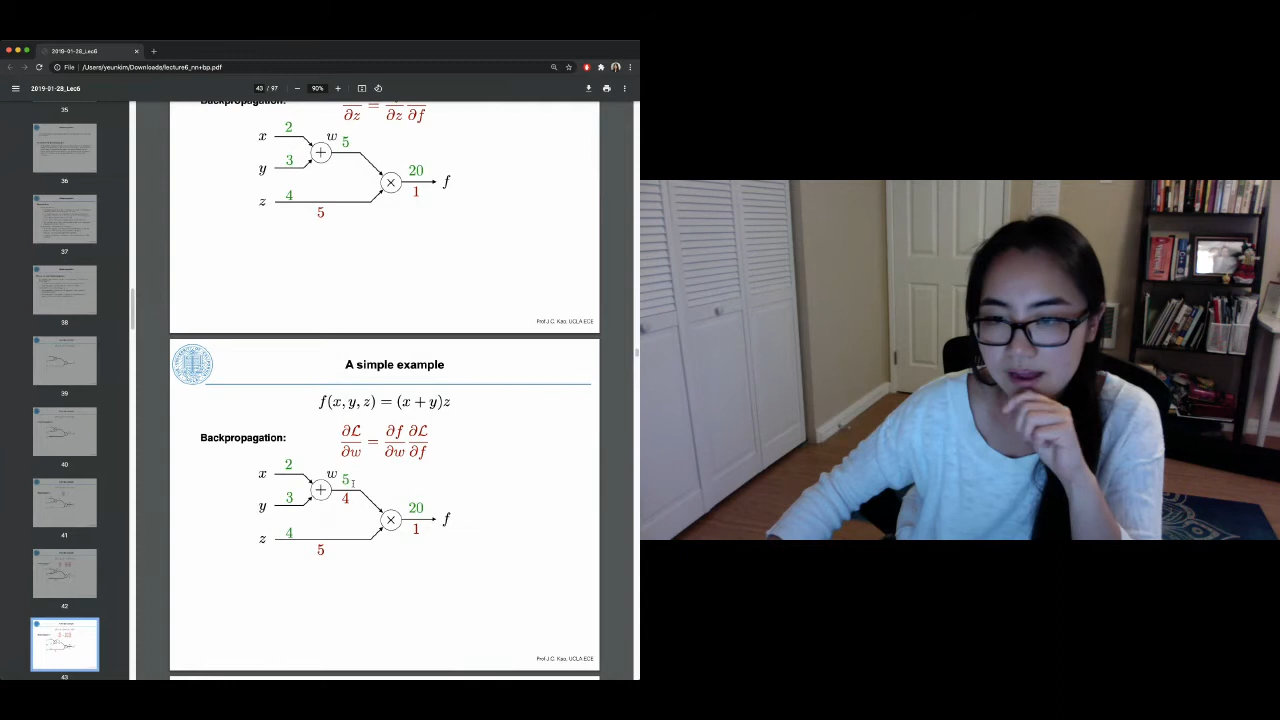 2019-01-28_Lec6
File | /Users/yeunkim/Downloads/lecture6_nn+bp.pdf
2019-01-28_Lec6 43 / 97 90%
35
36
37
38
39
40
41
42
43
Backpropagation:
∂z = ∂z ∂f
x 2
w 5
y 3
20
f
1
z 4
5
Prof J.C. Kao, UCLA ECE
A simple example
f(x, y, z) = (x + y)z
Backpropagation: ∂ℒ/∂w = ∂f/∂w ∂ℒ/∂f
x 2
w 5
4
y 3
20
f
1
z 4
5
Prof J.C. Kao, UCLA ECE